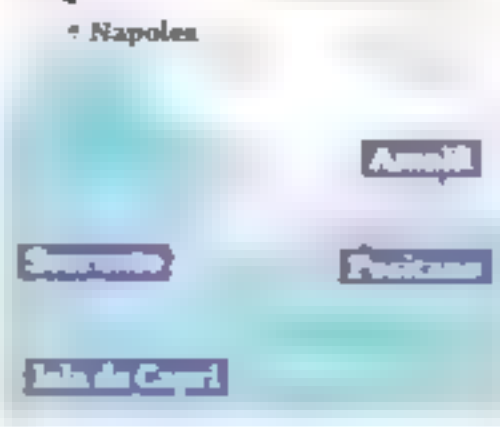 • Napoles
Amalfi
Sorrento
Positano
Isla de Capri